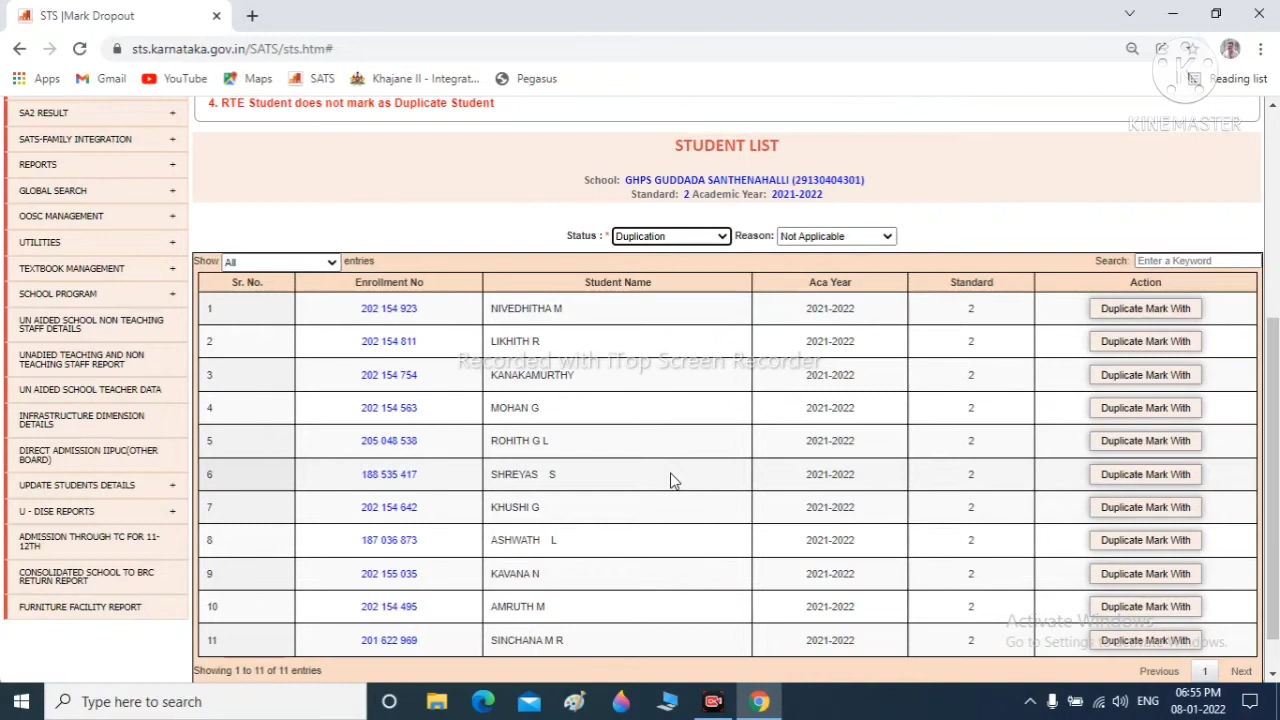 STS |Mark Dropout
sts.karnataka.gov.in/SATS/sts.htm#
Apps Gmail YouTube Maps SATS Khajane II - Integrat... Pegasus Reading list
K
KINEMASTER
SA2 RESULT +
SATS-FAMILY INTEGRATION +
REPORTS +
GLOBAL SEARCH +
OOSC MANAGEMENT +
UTILITIES +
TEXTBOOK MANAGEMENT +
SCHOOL PROGRAM +
UN AIDED SCHOOL NON TEACHING
STAFF DETAILS
UNADIED TEACHING AND NON
TEACHING STAFF REPORT
UN AIDED SCHOOL TEACHER DATA
INFRASTRUCTURE DIMENSION
DETAILS
DIRECT ADMISSION IIPUC(OTHER
BOARD)
UPDATE STUDENTS DETAILS +
U - DISE REPORTS +
ADMISSION THROUGH TC FOR 11-
12TH
CONSOLIDATED SCHOOL TO BRC
RETURN REPORT
FURNITURE FACILITY REPORT
4. RTE Student does not mark as Duplicate Student
STUDENT LIST
School: GHPS GUDDADA SANTHENAHALLI (29130404301)
Standard: 2 Academic Year: 2021-2022
Status : * Duplication Reason: Not Applicable
Show All entries Search: Enter a Keyword
Sr. No. Enrollment No Student Name Aca Year Standard Action
1 202 154 923 NIVEDHITHA M 2021-2022 2 Duplicate Mark With
2 202 154 811 LIKHITH R 2021-2022 2 Duplicate Mark With
Recorded with iTop Screen Recorder
3 202 154 754 KANAKAMURTHY 2021-2022 2 Duplicate Mark With
4 202 154 563 MOHAN G 2021-2022 2 Duplicate Mark With
5 205 048 538 ROHITH G L 2021-2022 2 Duplicate Mark With
6 188 535 417 SHREYAS S 2021-2022 2 Duplicate Mark With
7 202 154 642 KHUSHI G 2021-2022 2 Duplicate Mark With
8 187 036 873 ASHWATH L 2021-2022 2 Duplicate Mark With
9 202 155 035 KAVANA N 2021-2022 2 Duplicate Mark With
10 202 154 495 AMRUTH M 2021-2022 2 Duplicate Mark With
11 201 622 969 SINCHANA M R 2021-2022 2 Duplicate Mark With
Activate Windows
Go to Settings to activate Windows.
Showing 1 to 11 of 11 entries Previous 1 Next
Type here to search
ENG
06:55 PM
08-01-2022